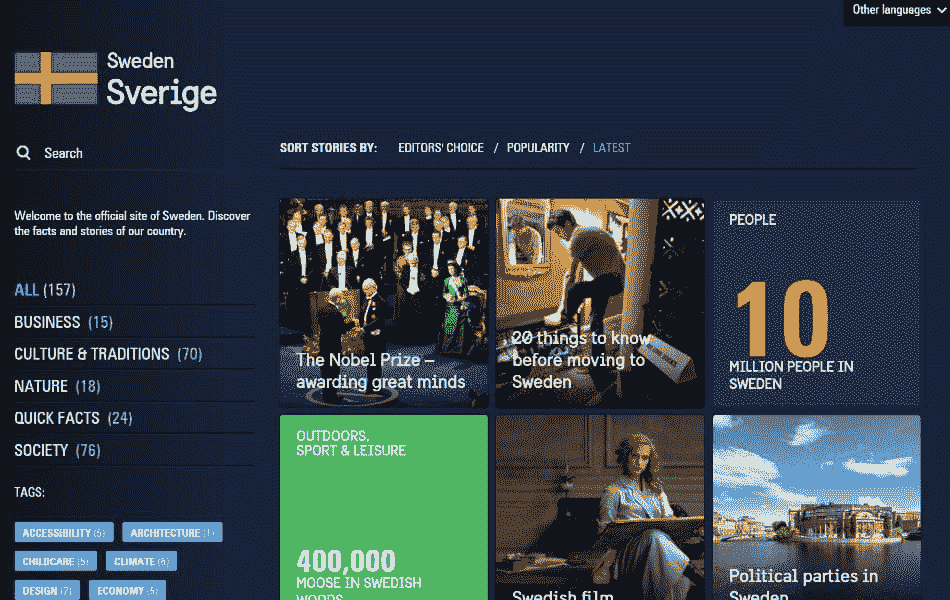 Other languages
Sweden
Sverige
Search
SORT STORIES BY: EDITORS' CHOICE / POPULARITY / LATEST
Welcome to the official site of Sweden. Discover
the facts and stories of our country.
ALL (157)
BUSINESS (15)
CULTURE & TRADITIONS (70)
NATURE (18)
QUICK FACTS (24)
SOCIETY (76)
TAGS:
ACCESSIBILITY (5)
ARCHITECTURE (1)
CHILDCARE (5)
CLIMATE (6)
DESIGN (7)
ECONOMY (5)
The Nobel Prize –
awarding great minds
20 things to know
before moving to
Sweden
PEOPLE
10
MILLION PEOPLE IN
SWEDEN
OUTDOORS,
SPORT & LEISURE
400,000
MOOSE IN SWEDISH
WOODS
Swedish film
Political parties in
Sweden